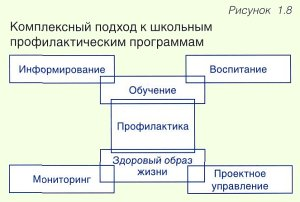 Рисунок 1.8
Комплексный подход к школьным
профилактическим программам
Информирование
Воспитание
Обучение
Профилактика
Здоровый образ
жизни
Мониторинг
Проектное
управление